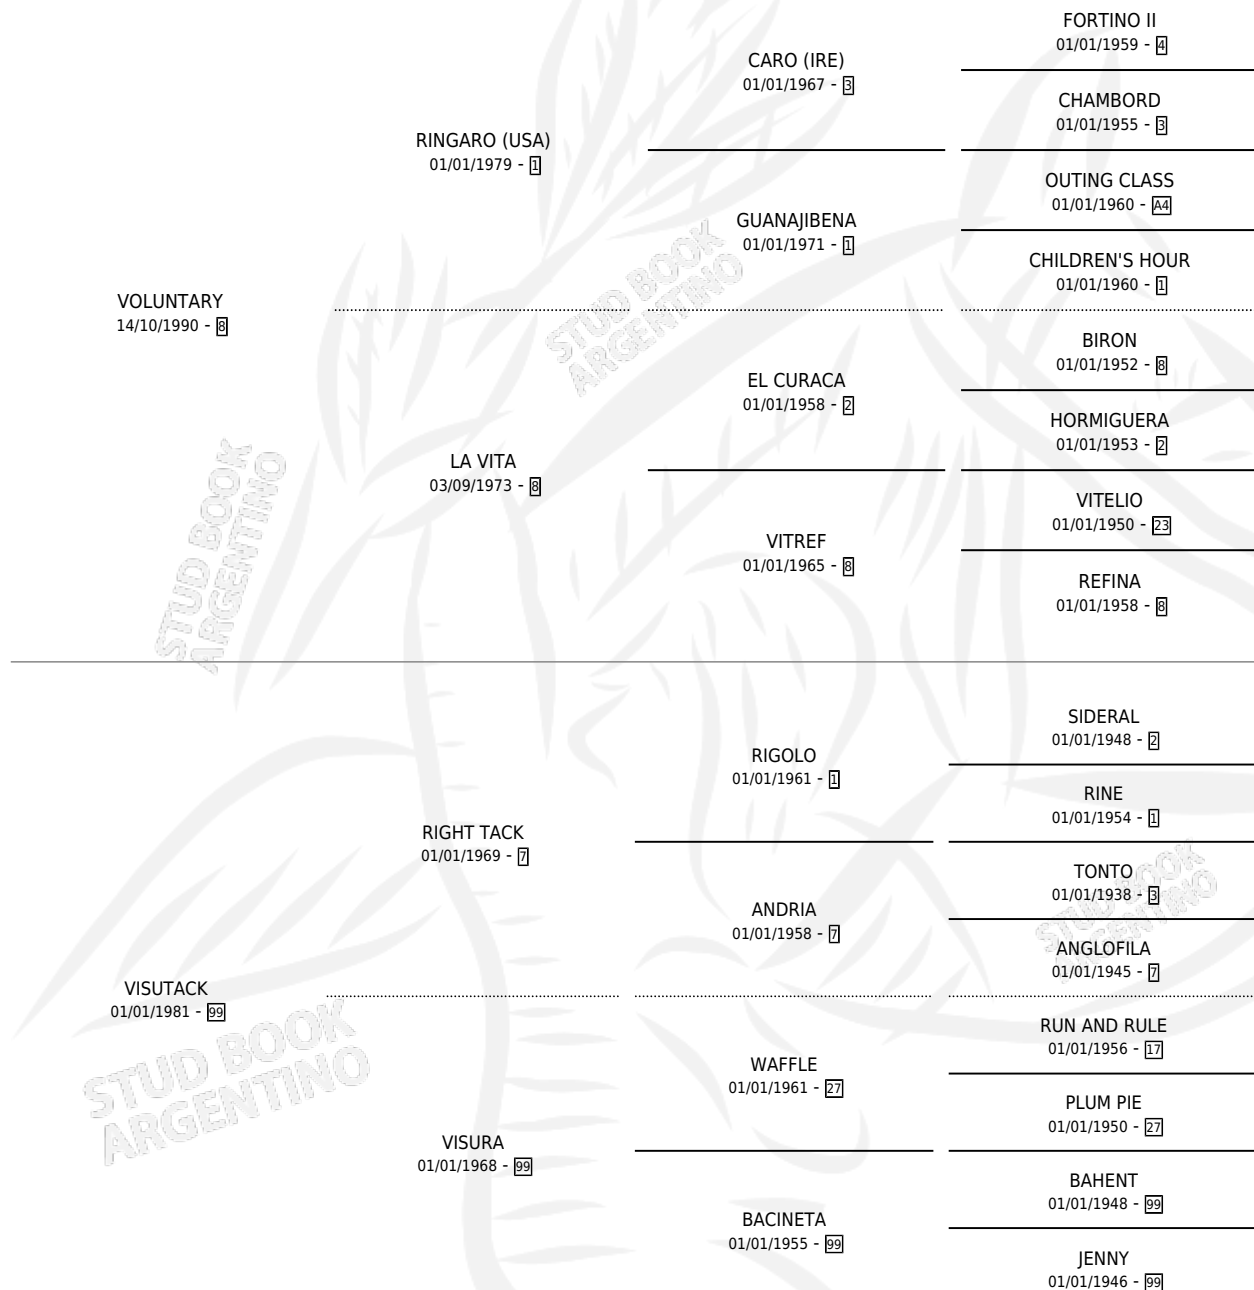 FORTINO II
01/01/1959 - 4
CARO (IRE)
01/01/1967 - 3
CHAMBORD
01/01/1955 - 3
RINGARO (USA)
01/01/1979 - 1
OUTING CLASS
01/01/1960 - A4
GUANAJIBENA
01/01/1971 - 1
CHILDREN'S HOUR
01/01/1960 - 1
VOLUNTARY
14/10/1990 - 8
BIRON
01/01/1952 - 8
EL CURACA
01/01/1958 - 2
HORMIGUERA
01/01/1953 - 2
LA VITA
03/09/1973 - 8
VITELIO
01/01/1950 - 23
VITREF
01/01/1965 - 8
REFINA
01/01/1958 - 8
SIDERAL
01/01/1948 - 2
RIGOLO
01/01/1961 - 1
RINE
01/01/1954 - 1
RIGHT TACK
01/01/1969 - 7
TONTO
01/01/1938 - 3
ANDRIA
01/01/1958 - 7
ANGLOFILA
01/01/1945 - 7
VISUTACK
01/01/1981 - 99
RUN AND RULE
01/01/1956 - 17
WAFFLE
01/01/1961 - 27
PLUM PIE
01/01/1950 - 27
VISURA
01/01/1968 - 99
BAHENT
01/01/1948 - 99
BACINETA
01/01/1955 - 99
JENNY
01/01/1946 - 99
STUD BOOK
ARGENTINO
STUD BOOK
ARGENTINO
STUD BOOK
ARGENTINO
STUD BOOK
ARGENTINO